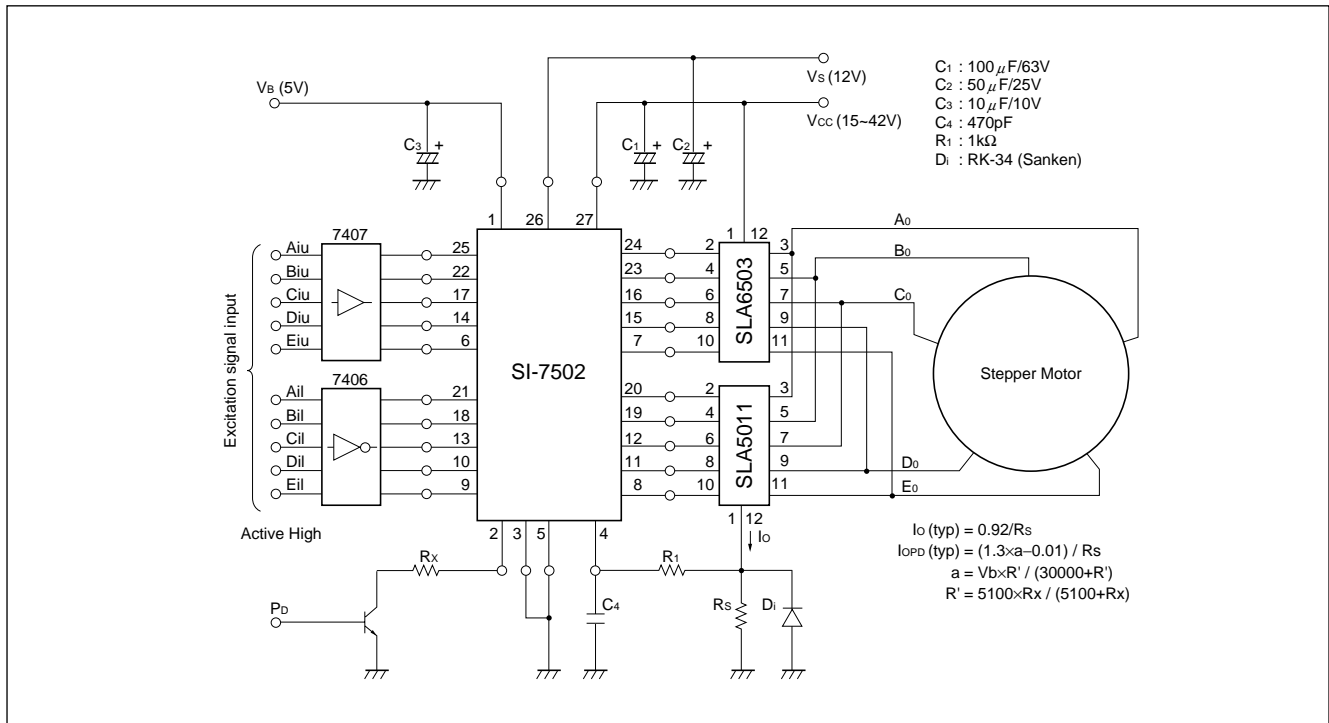 VB (5V)
VS (12V)
VCC (15~42V)
C1 : 100μF/63V
C2 : 50μF/25V
C3 : 10μF/10V
C4 : 470pF
R1 : 1kΩ
Di : RK-34 (Sanken)
C3 +
C1 +
C2 +
1 26 27
Excitation signal input
7407
Aiu 25
Biu 22
Ciu 17
Diu 14
Eiu 6
7406
Ail 21
Bil 18
Cil 13
Dil 10
Eil 9
Active High
SI-7502
24
23
16
15
7
20
19
12
11
8
2 3 5 4
1 12
2 3
4 5
6 7
8 9
10 11
SLA6503
2 3
4 5
6 7
8 9
10 11
SLA5011
1 12
IO
A0
B0
C0
Stepper Motor
D0
E0
RX
PD
C4
R1
RS
Di
IO (typ) = 0.92/RS
IOPD (typ) = (1.3×a−0.01) / Rs
a = Vb×R' / (30000+R')
R' = 5100×Rx / (5100+Rx)